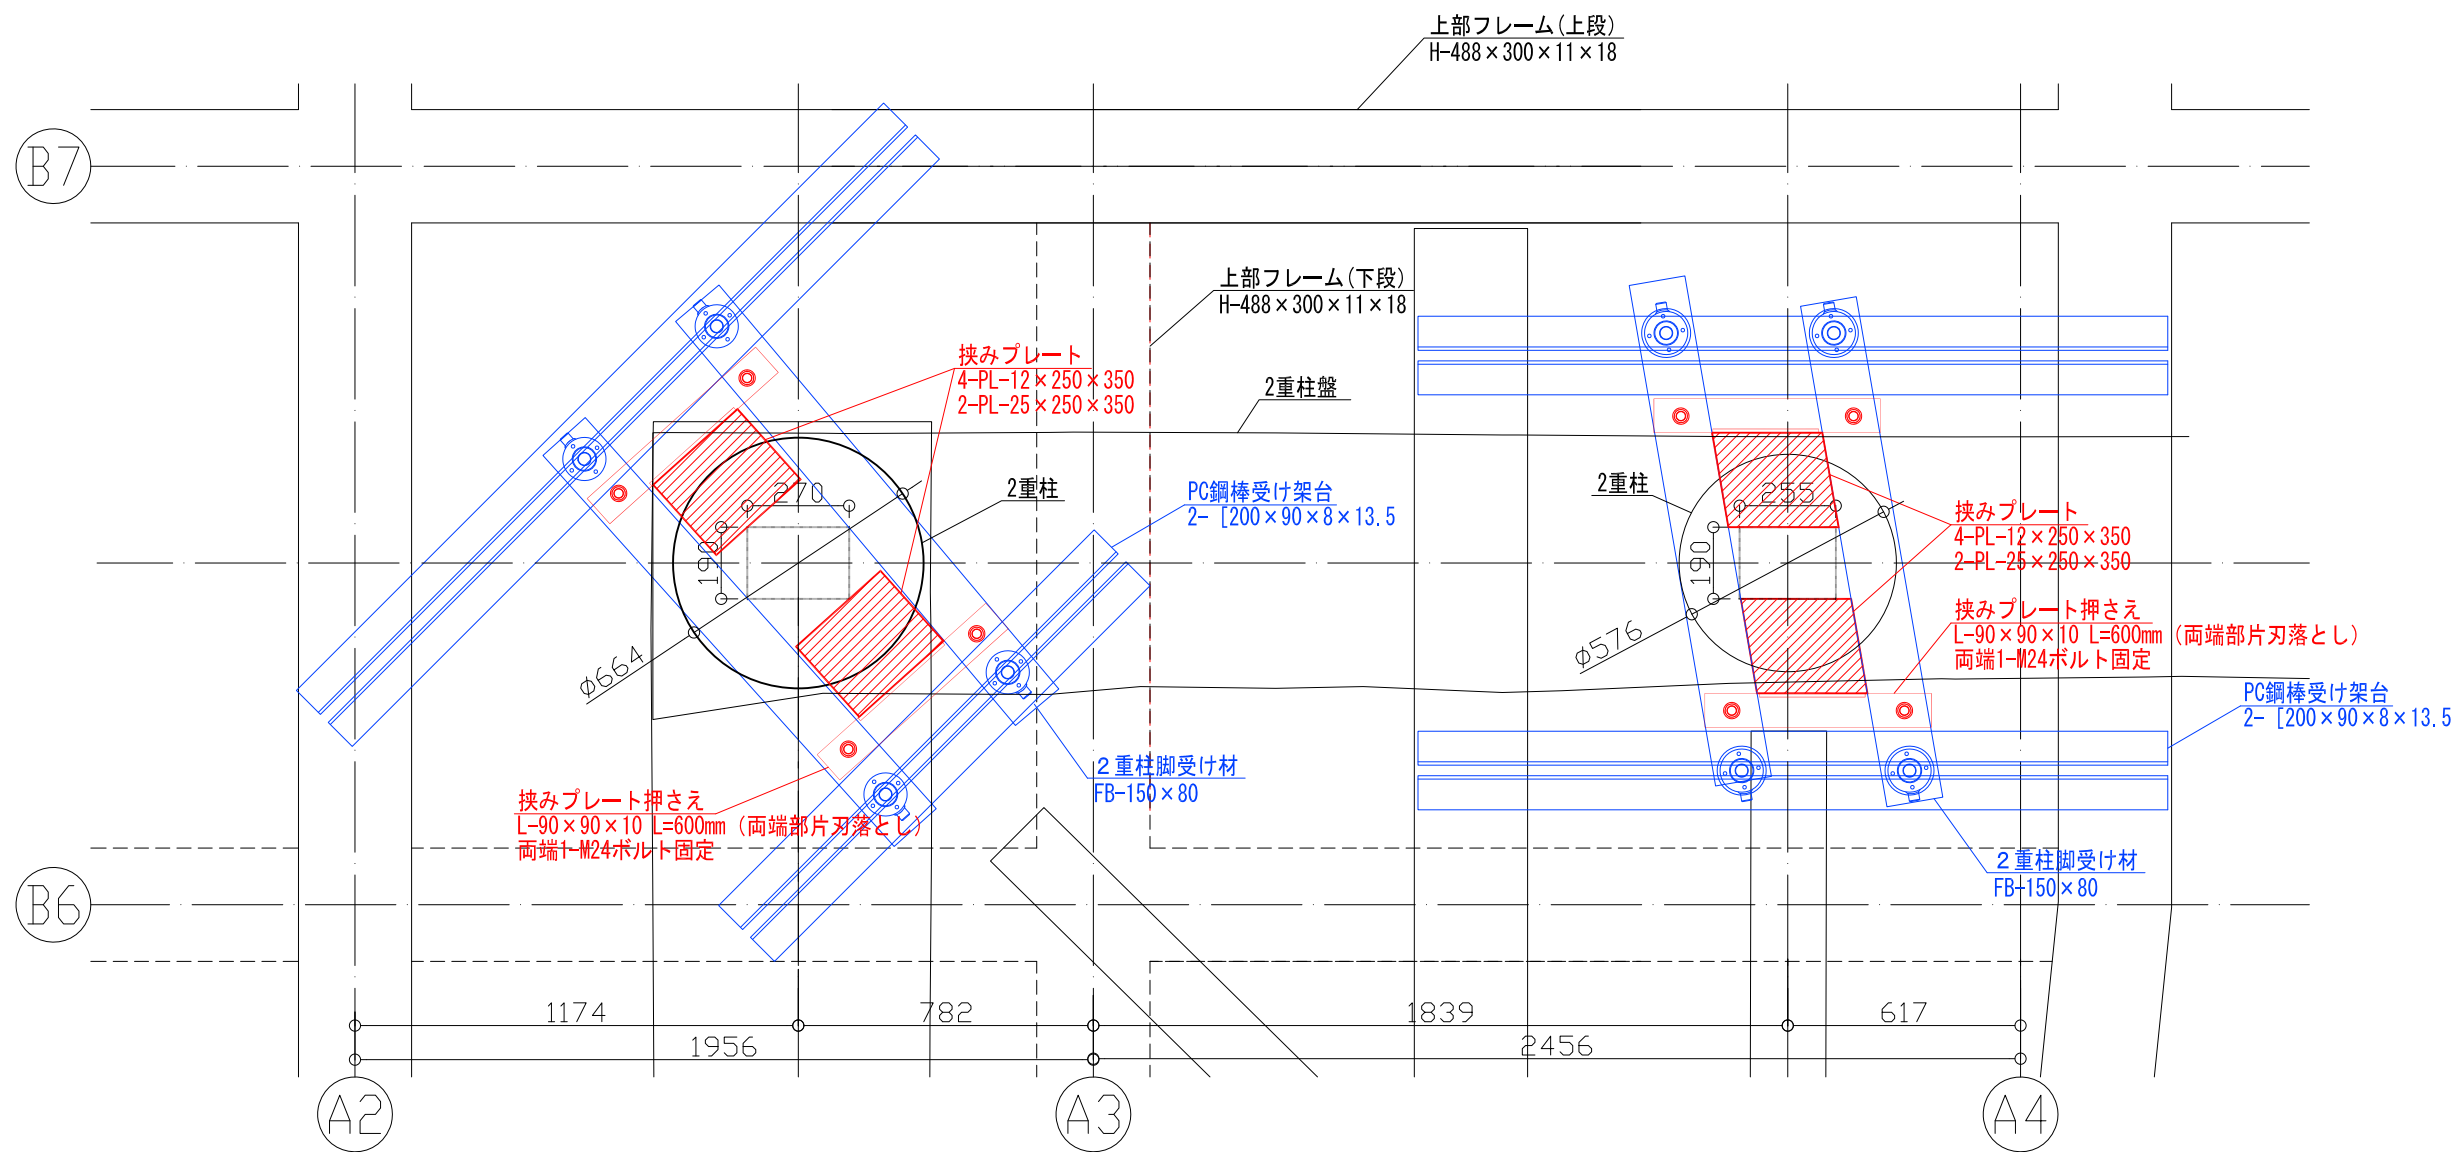 上部フレーム(上段)
H-488×300×11×18
B7
上部フレーム(下段)
H-488×300×11×18
挟みプレート
4-PL-12×250×350
2-PL-25×250×350
2重柱盤
270
190
φ664
2重柱
PC鋼棒受け架台
2- [200×90×8×13.5
2重柱
255
190
φ576
挟みプレート
4-PL-12×250×350
2-PL-25×250×350
挟みプレート押さえ
L-90×90×10 L=600mm (両端部片刃落とし)
両端1-M24ボルト固定
PC鋼棒受け架台
2- [200×90×8×13.5
2重柱脚受け材
FB-150×80
挟みプレート押さえ
L-90×90×10 L=600mm (両端部片刃落とし)
両端1-M24ボルト固定
2重柱脚受け材
FB-150×80
B6
1174
782
1839
617
1956
2456
A2
A3
A4